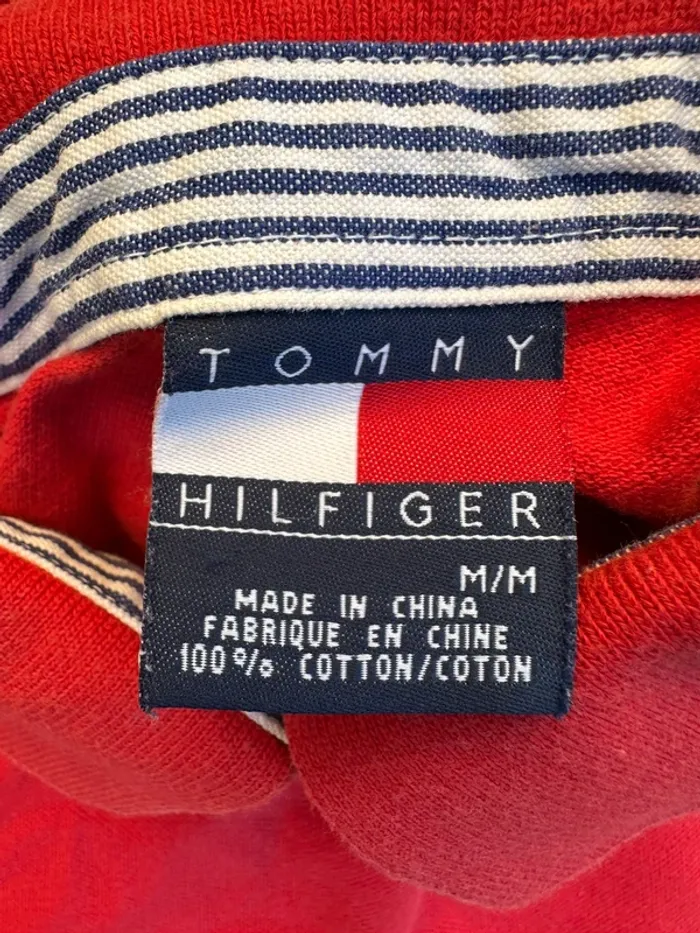 TOMMY
HILFIGER
M/M
MADE IN CHINA
FABRIQUE EN CHINE
100% COTTON/COTON